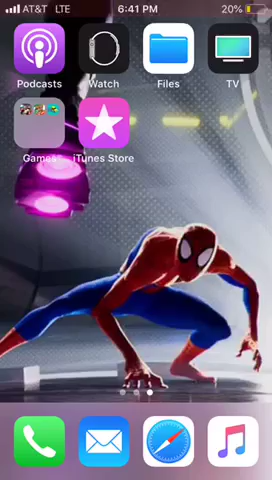 AT&T LTE 6:41 PM 20%
Podcasts Watch Files TV
Games iTunes Store